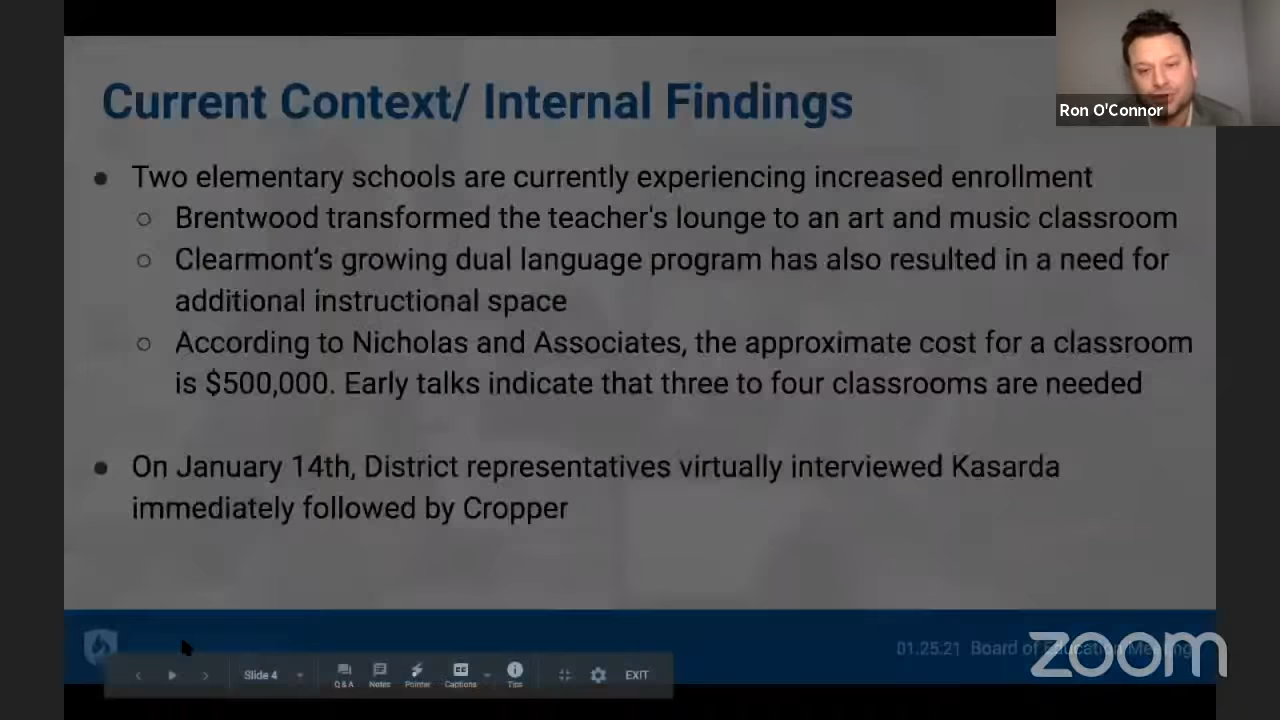 Current Context/ Internal Findings
Ron O'Connor
● Two elementary schools are currently experiencing increased enrollment
○ Brentwood transformed the teacher's lounge to an art and music classroom
○ Clearmont's growing dual language program has also resulted in a need for
additional instructional space
○ According to Nicholas and Associates, the approximate cost for a classroom
is $500,000. Early talks indicate that three to four classrooms are needed
● On January 14th, District representatives virtually interviewed Kasarda
immediately followed by Cropper
01.25.21 Board of Education Meeting
zoom
Slide 4
Q&A Notes Pointer Captions Tips
EXIT